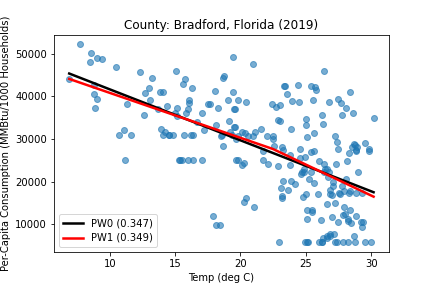 County: Bradford, Florida (2019)
Per-Capita Consumption (MMBtu/1000 Households)
50000
40000
30000
20000
10000
PW0 (0.347)
PW1 (0.349)
10
15
20
25
30
Temp (deg C)